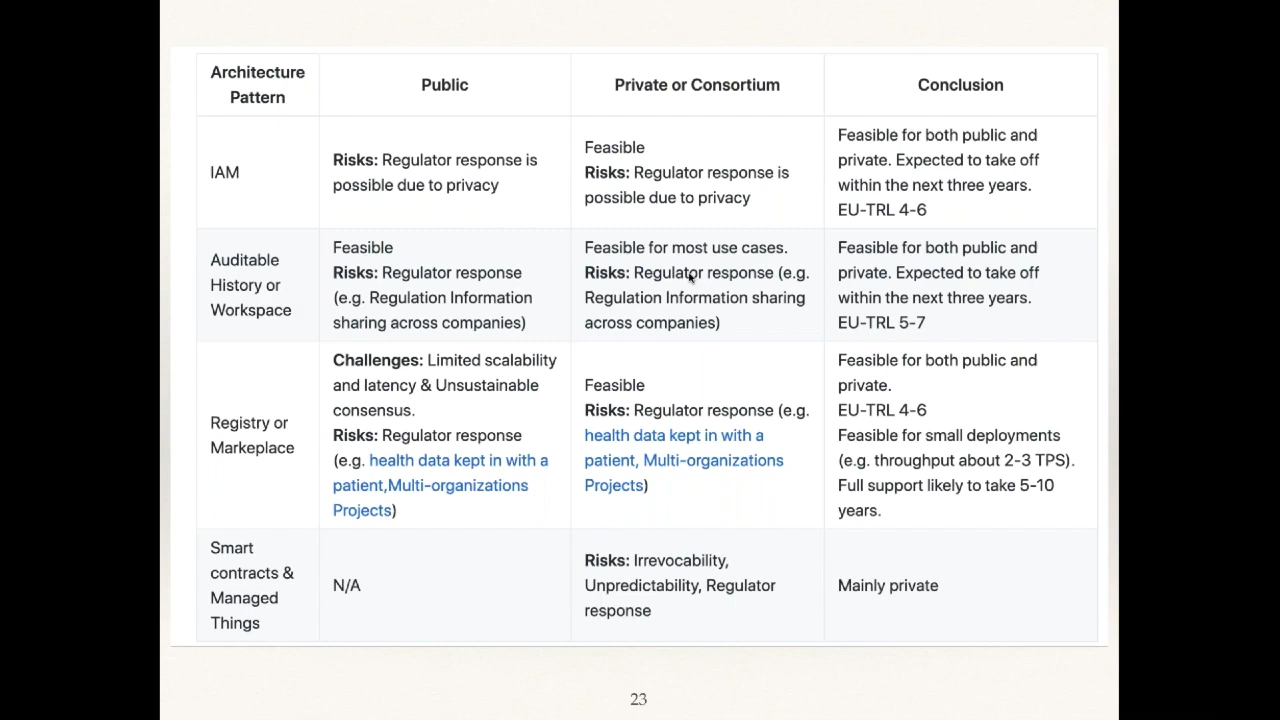 Architecture
Pattern
Public
Private or Consortium
Conclusion
IAM
Risks: Regulator response is
possible due to privacy
Feasible
Risks: Regulator response is
possible due to privacy
Feasible for both public and
private. Expected to take off
within the next three years.
EU-TRL 4-6
Auditable
History or
Workspace
Feasible
Risks: Regulator response
(e.g. Regulation Information
sharing across companies)
Feasible for most use cases.
Risks: Regulator response (e.g.
Regulation Information sharing
across companies)
Feasible for both public and
private. Expected to take off
within the next three years.
EU-TRL 5-7
Registry or
Markeplace
Challenges: Limited scalability
and latency & Unsustainable
consensus.
Risks: Regulator response
(e.g. health data kept in with a
patient,Multi-organizations
Projects)
Feasible
Risks: Regulator response (e.g.
health data kept in with a
patient, Multi-organizations
Projects)
Feasible for both public and
private.
EU-TRL 4-6
Feasible for small deployments
(e.g. throughput about 2-3 TPS).
Full support likely to take 5-10
years.
Smart
contracts &
Managed
Things
N/A
Risks: Irrevocability,
Unpredictability, Regulator
response
Mainly private
23